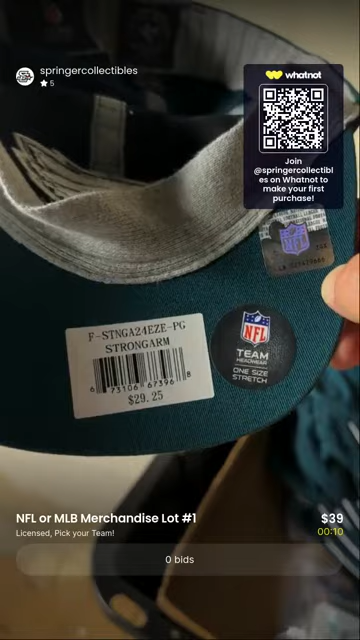 springercollectibles
★ 5
whatnot
Join
@springercollectibl
es on Whatnot to
make your first
purchase!
NFL
F-STNGA24EZE-PG
STRONGARM
6 73106 67396 8
$29.25
NFL
TEAM
HEADWEAR
ONE SIZE
STRETCH
NFL or MLB Merchandise Lot #1
$39
Licensed, Pick your Team!
00:10
0 bids